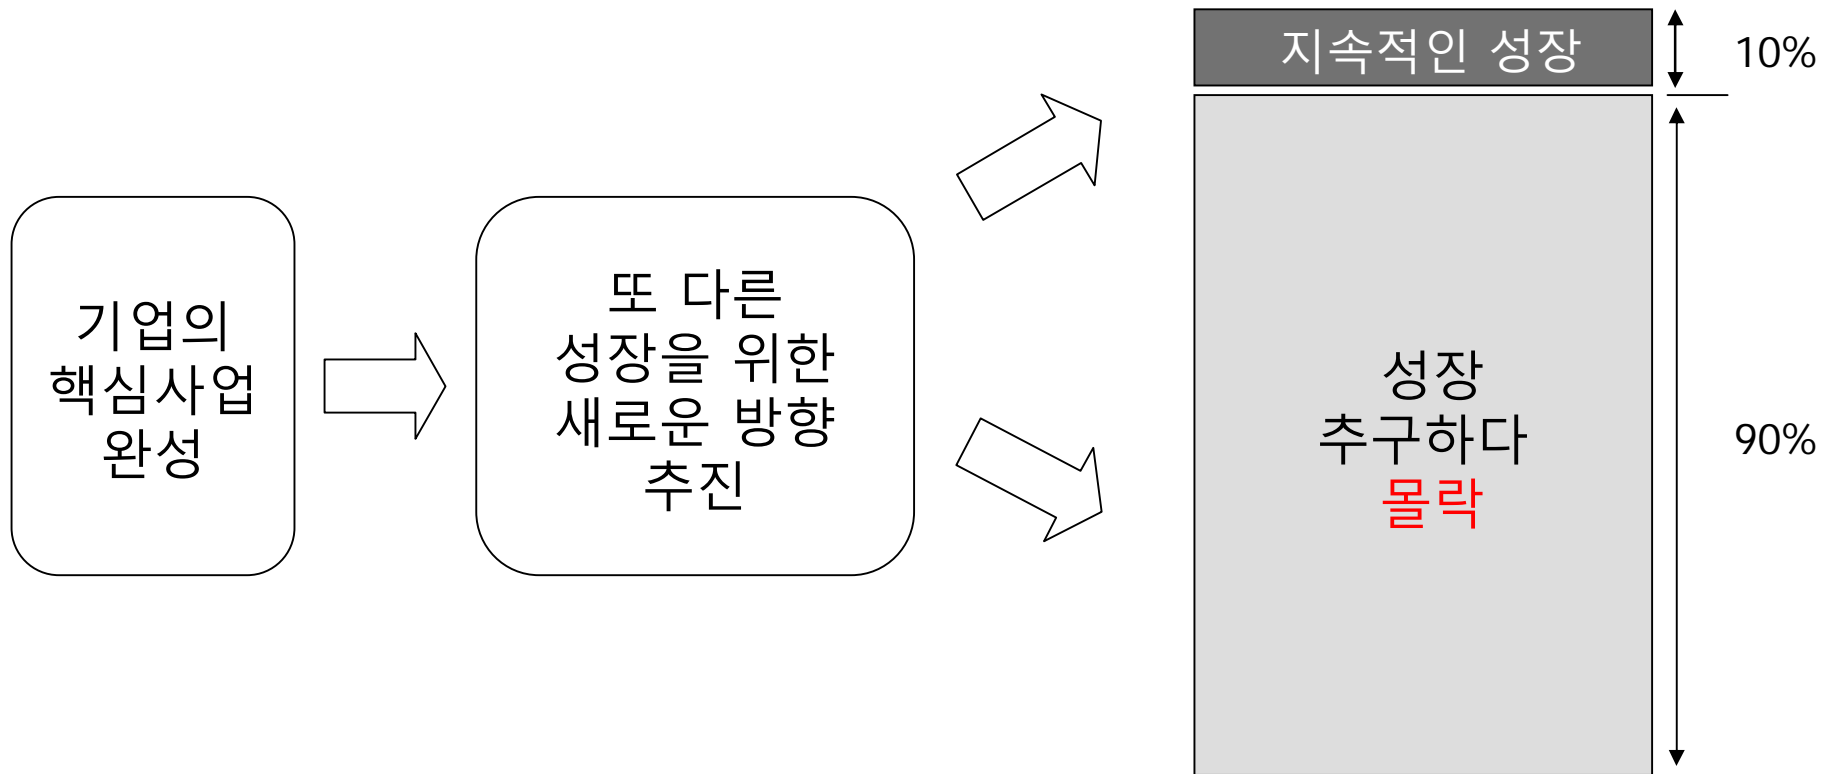 기업의
핵심사업
완성
또 다른
성장을 위한
새로운 방향
추진
지속적인 성장
10%
성장
추구하다
몰락
90%